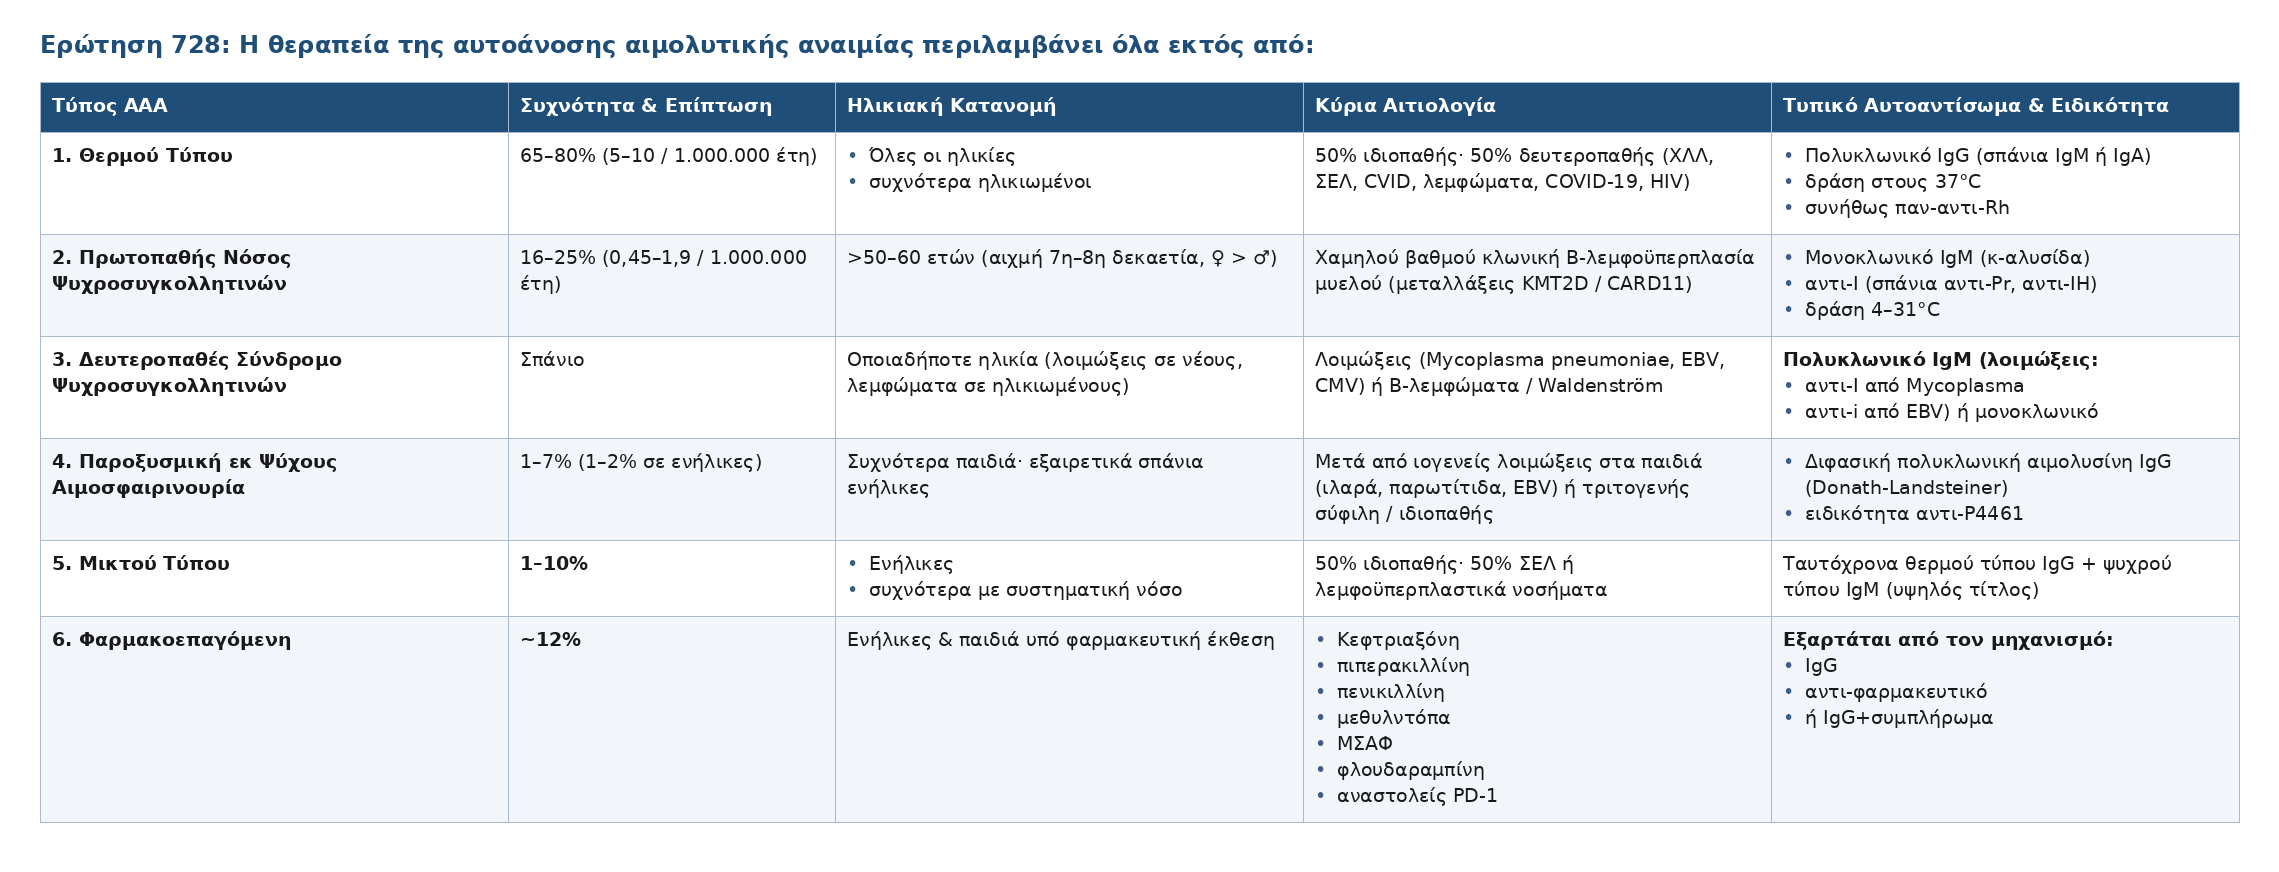 Ερώτηση 728: Η θεραπεία της αυτοάνοσης αιμολυτικής αναιμίας περιλαμβάνει όλα εκτός από:
Τύπος ΑΑΑ
Συχνότητα & Επίπτωση
Ηλικιακή Κατανομή
Κύρια Αιτιολογία
Τυπικό Αυτοαντίσωμα & Ειδικότητα
1. Θερμού Τύπου
65–80% (5–10 / 1.000.000 έτη)
• Όλες οι ηλικίες
• συχνότερα ηλικιωμένοι
50% ιδιοπαθής· 50% δευτεροπαθής (ΧΛΛ,
ΣΕΛ, CVID, λεμφώματα, COVID-19, HIV)
• Πολυκλωνικό IgG (σπάνια IgM ή IgA)
• δράση στους 37°C
• συνήθως παν-αντι-Rh
2. Πρωτοπαθής Νόσος
Ψυχροσυγκολλητινών
16–25% (0,45–1,9 / 1.000.000
έτη)
>50–60 ετών (αιχμή 7η–8η δεκαετία, ♀ > ♂)
Χαμηλού βαθμού κλωνική Β-λεμφοϋπερπλασία
μυελού (μεταλλάξεις KMT2D / CARD11)
• Μονοκλωνικό IgM (κ-αλυσίδα)
• αντι-I (σπάνια αντι-Pr, αντι-IH)
• δράση 4–31°C
3. Δευτεροπαθές Σύνδρομο
Ψυχροσυγκολλητινών
Σπάνιο
Οποιαδήποτε ηλικία (λοιμώξεις σε νέους,
λεμφώματα σε ηλικιωμένους)
Λοιμώξεις (Mycoplasma pneumoniae, EBV,
CMV) ή Β-λεμφώματα / Waldenström
Πολυκλωνικό IgM (λοιμώξεις:
• αντι-I από Mycoplasma
• αντι-i από EBV) ή μονοκλωνικό
4. Παροξυσμική εκ Ψύχους
Αιμοσφαιρινουρία
1–7% (1–2% σε ενήλικες)
Συχνότερα παιδιά· εξαιρετικά σπάνια
ενήλικες
Μετά από ιογενείς λοιμώξεις στα παιδιά
(ιλαρά, παρωτίτιδα, EBV) ή τριτογενής
σύφιλη / ιδιοπαθής
• Διφασική πολυκλωνική αιμολυσίνη IgG
(Donath-Landsteiner)
• ειδικότητα αντι-P4461
5. Μικτού Τύπου
1–10%
• Ενήλικες
• συχνότερα με συστηματική νόσο
50% ιδιοπαθής· 50% ΣΕΛ ή
λεμφοϋπερπλαστικά νοσήματα
Ταυτόχρονα θερμού τύπου IgG + ψυχρού
τύπου IgM (υψηλός τίτλος)
6. Φαρμακοεπαγόμενη
~12%
Ενήλικες & παιδιά υπό φαρμακευτική έκθεση
• Κεφτριαξόνη
• πιπερακιλλίνη
• πενικιλλίνη
• μεθυλντόπα
• ΜΣΑΦ
• φλουδαραμπίνη
• αναστολείς PD-1
Εξαρτάται από τον μηχανισμό:
• IgG
• αντι-φαρμακευτικό
• ή IgG+συμπλήρωμα